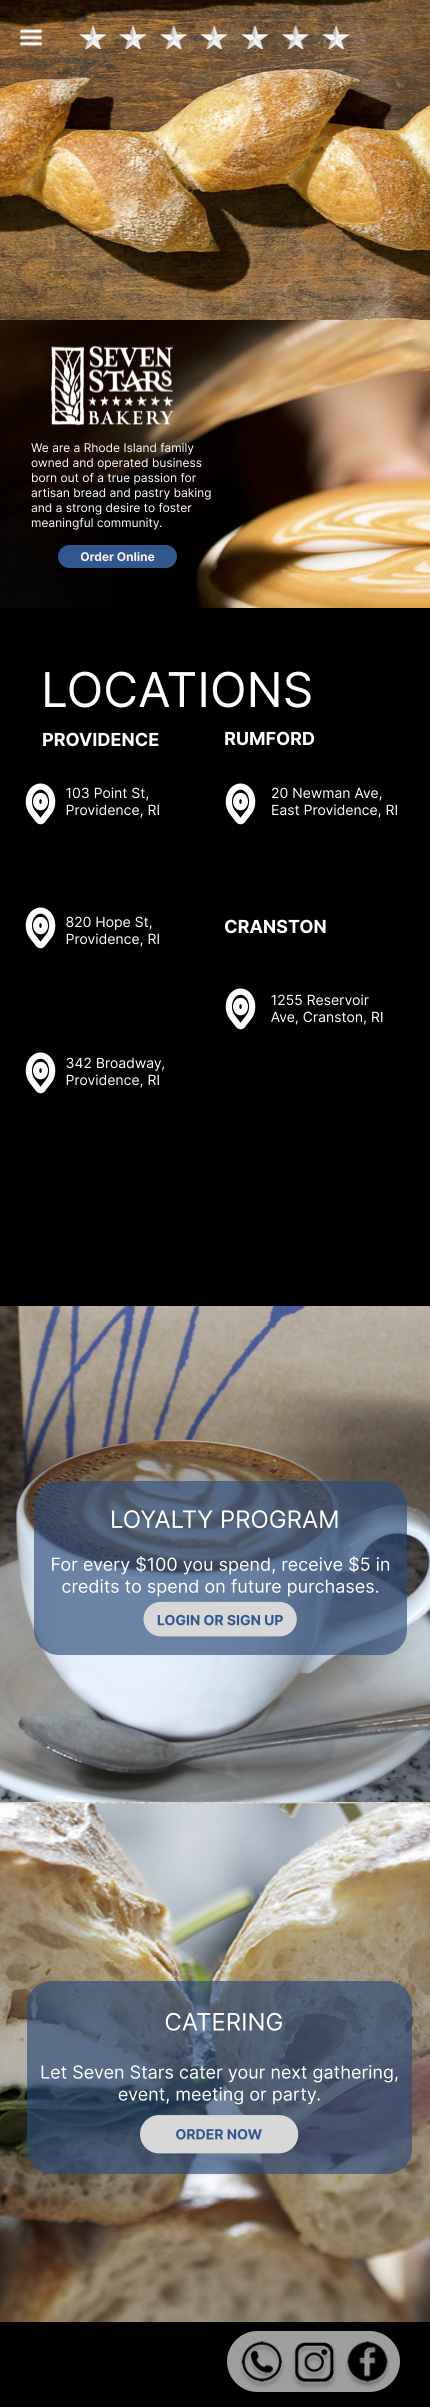 SEVEN
STARS
BAKERY
We are a Rhode Island family
owned and operated business
born out of a true passion for
artisan bread and pastry baking
and a strong desire to foster
meaningful community.
Order Online
LOCATIONS
PROVIDENCE
103 Point St,
Providence, RI
820 Hope St,
Providence, RI
342 Broadway,
Providence, RI
RUMFORD
20 Newman Ave,
East Providence, RI
CRANSTON
1255 Reservoir
Ave, Cranston, RI
LOYALTY PROGRAM
For every $100 you spend, receive $5 in
credits to spend on future purchases.
LOGIN OR SIGN UP
CATERING
Let Seven Stars cater your next gathering,
event, meeting or party.
ORDER NOW